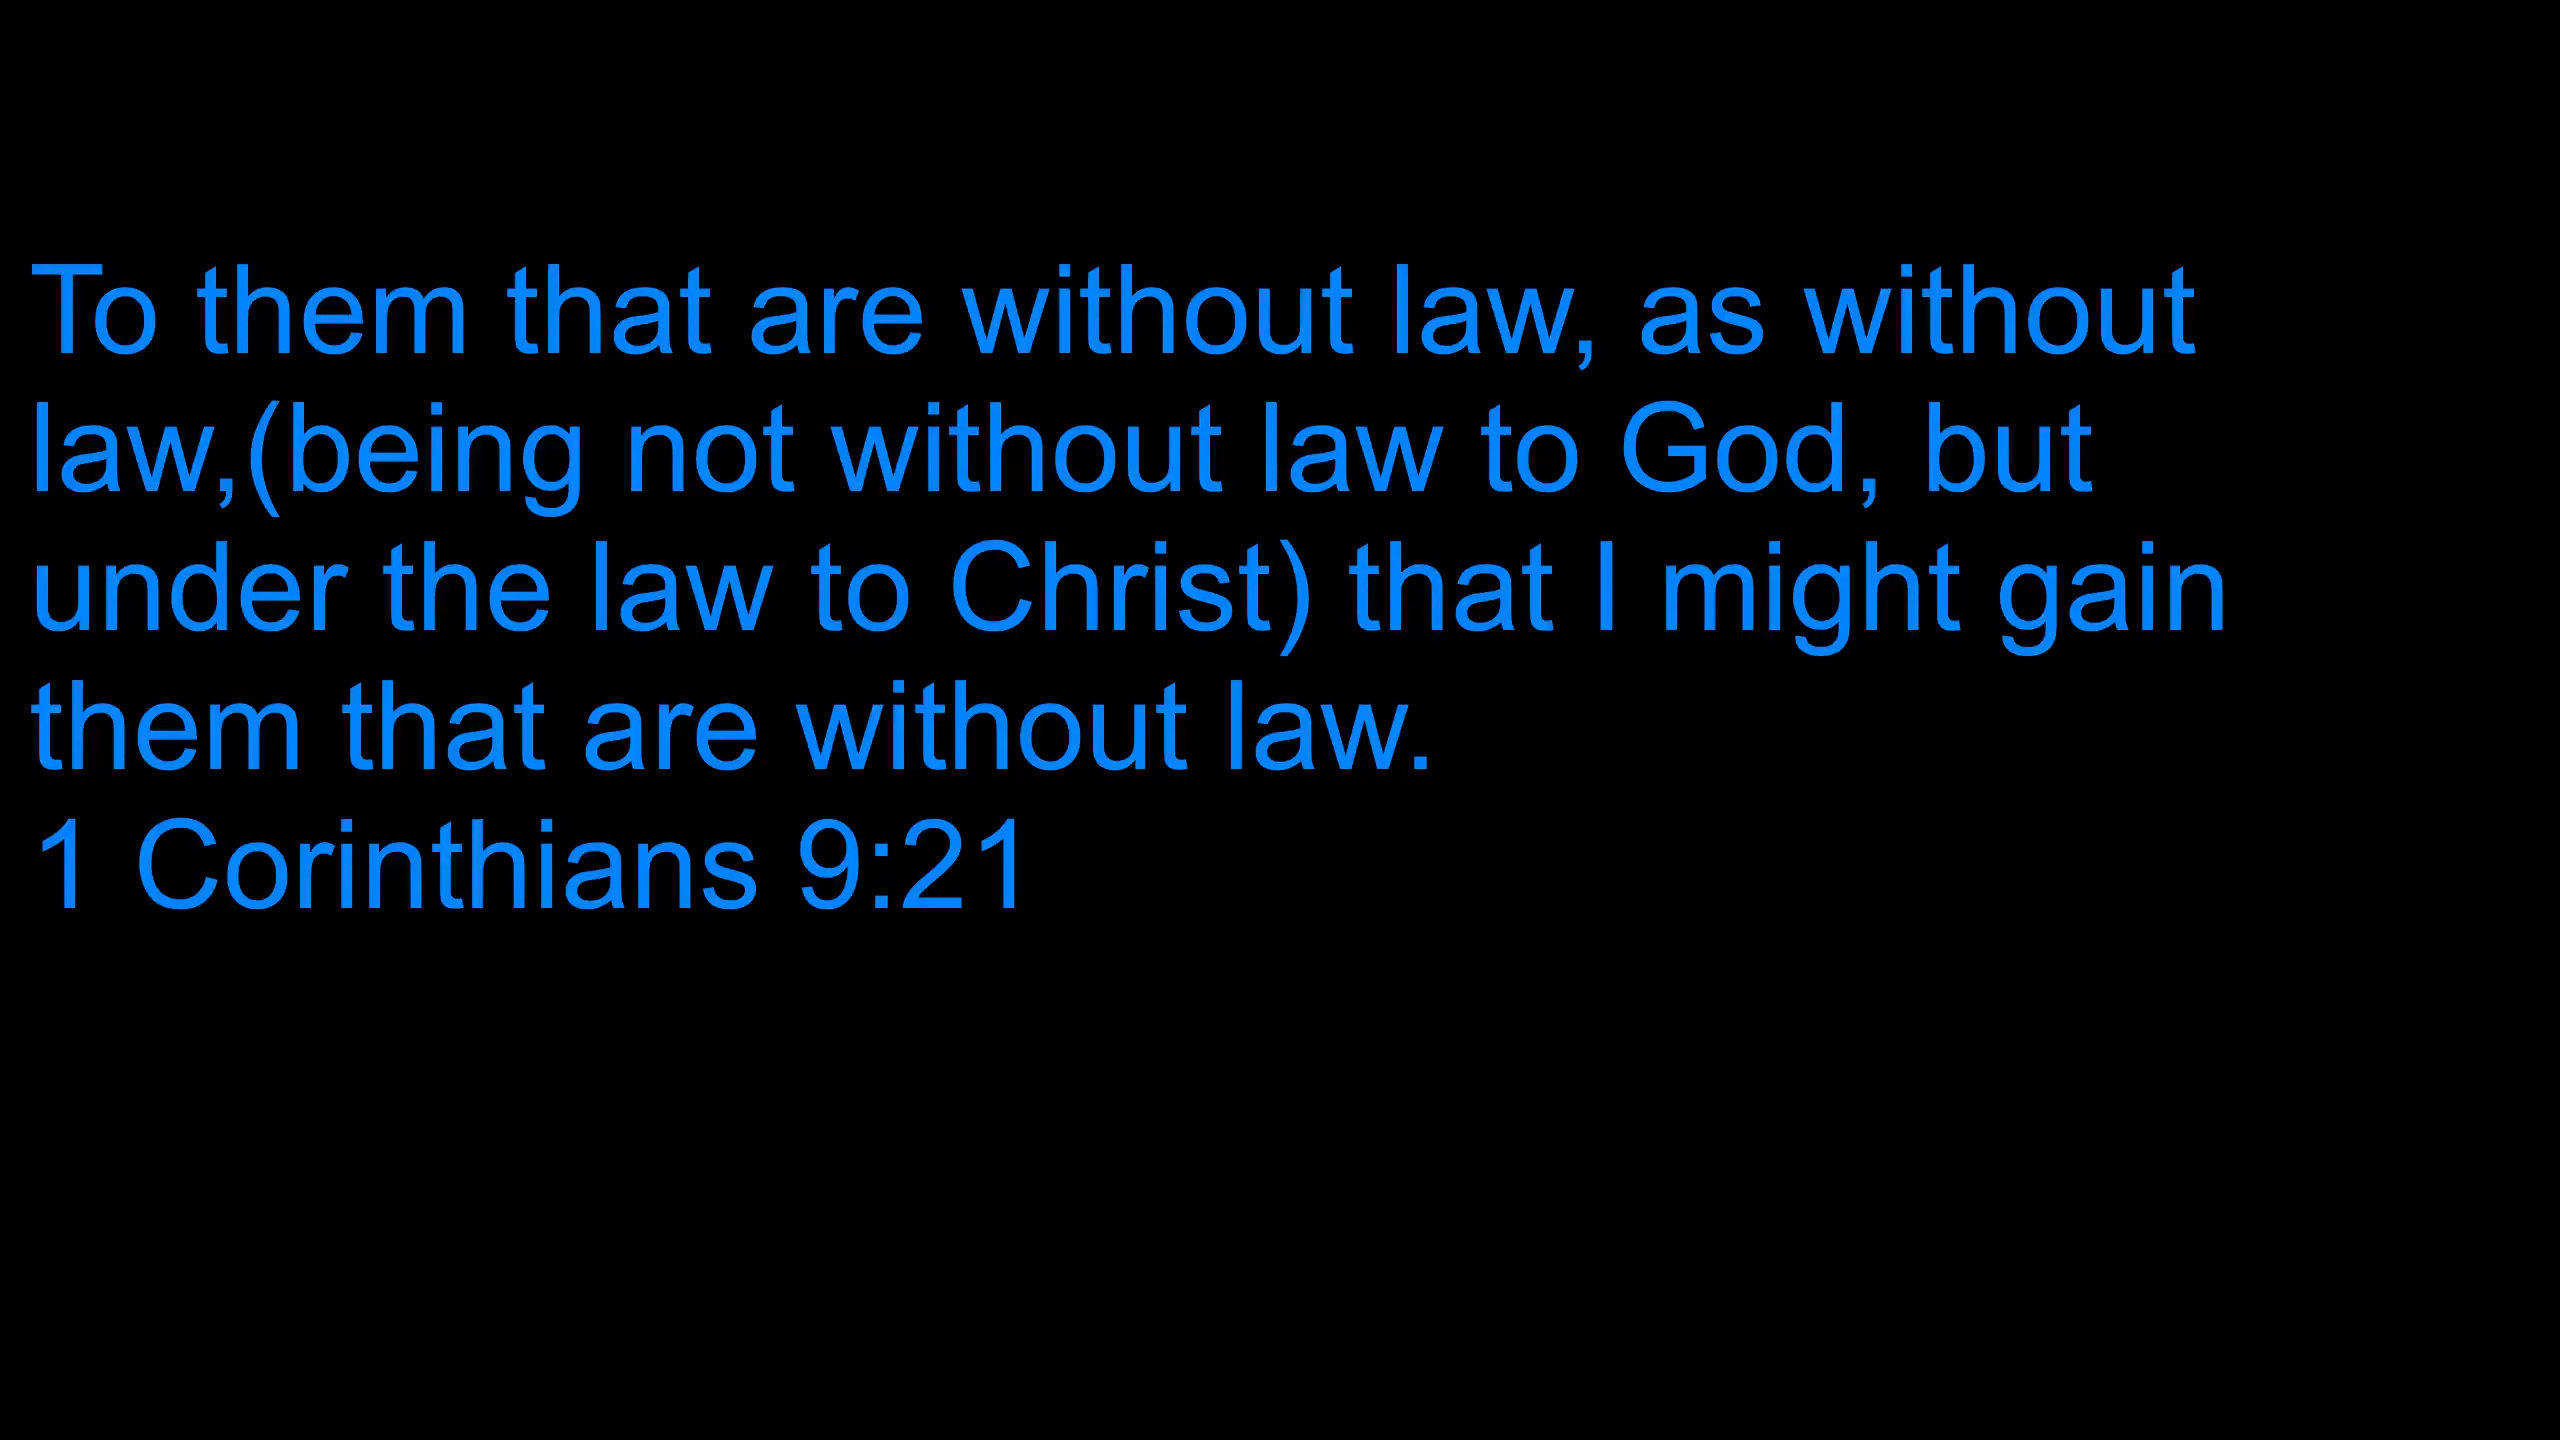 To them that are without law, as without
law,(being not without law to God, but
under the law to Christ) that I might gain
them that are without law.
1 Corinthians 9:21